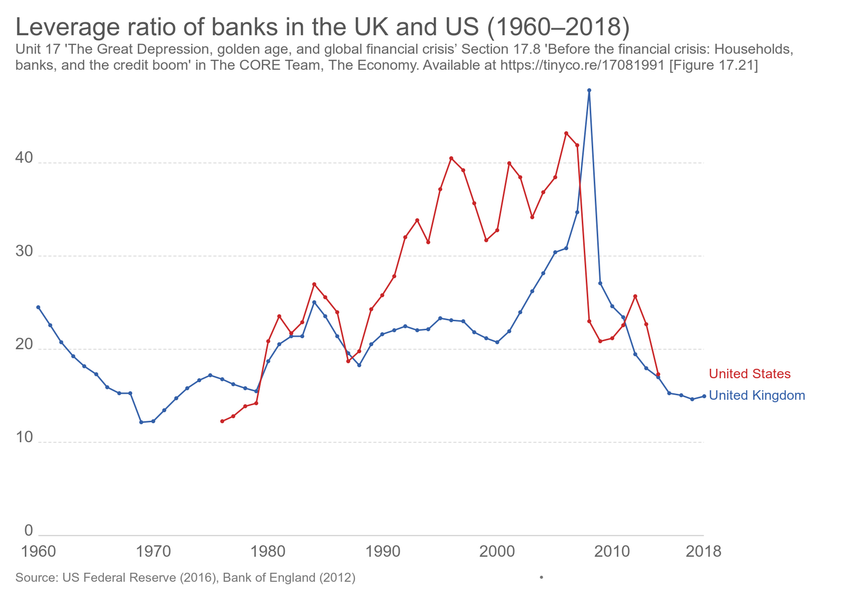 Leverage ratio of banks in the UK and US (1960–2018)
Unit 17 'The Great Depression, golden age, and global financial crisis’ Section 17.8 'Before the financial crisis: Households,
banks, and the credit boom' in The CORE Team, The Economy. Available at https://tinyco.re/17081991 [Figure 17.21]
40
30
20
10
0
United States
United Kingdom
1960 1970 1980 1990 2000 2010 2018
Source: US Federal Reserve (2016), Bank of England (2012)